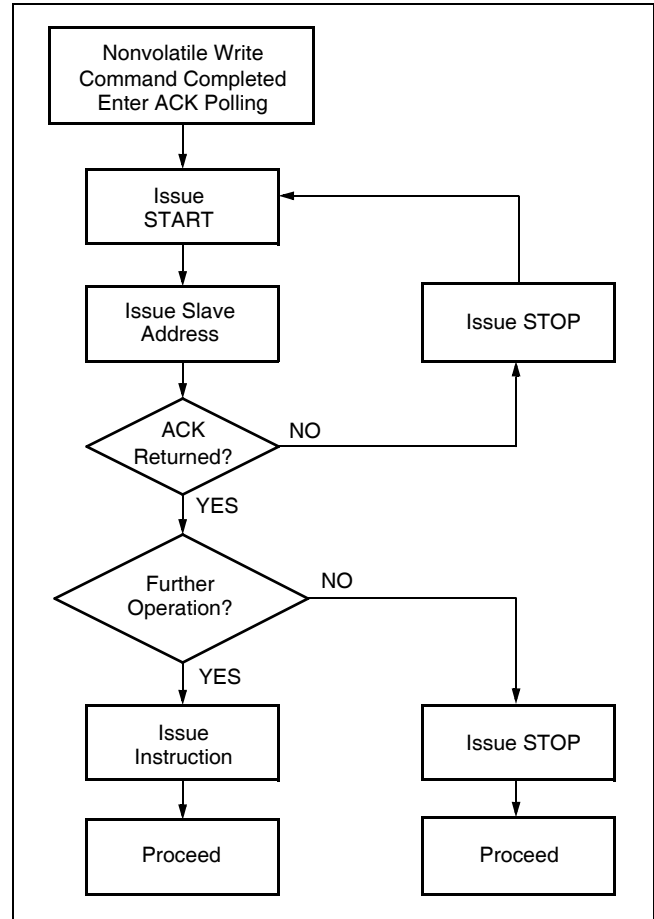 Nonvolatile Write
Command Completed
Enter ACK Polling
Issue
START
Issue Slave
Address
Issue STOP
ACK
Returned?
NO
YES
Further
Operation?
NO
YES
Issue
Instruction
Issue STOP
Proceed
Proceed